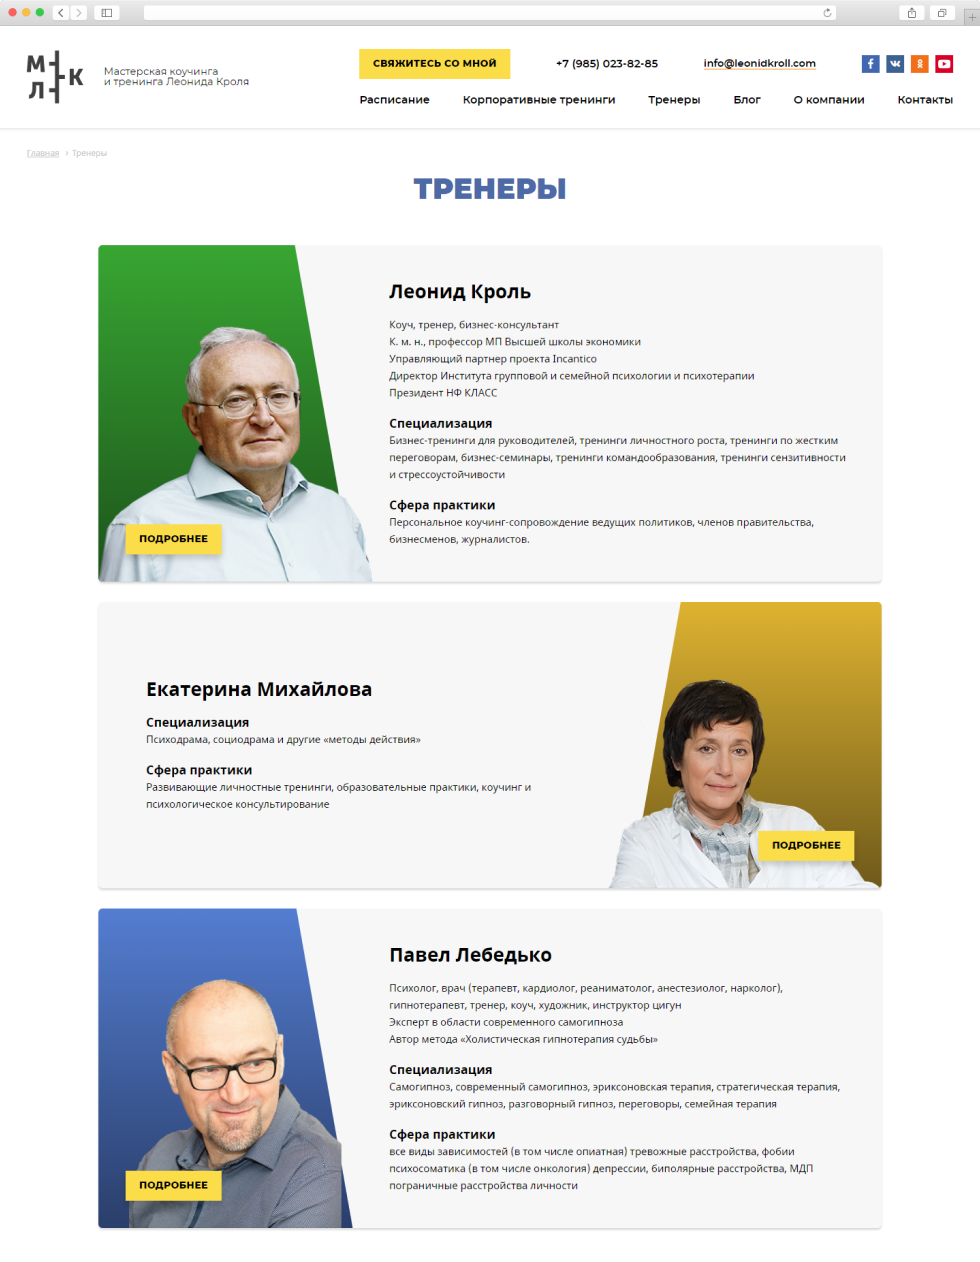 М
К
Л
Мастерская коучинга
и тренинга Леонида Кроля
СВЯЖИТЕСЬ СО МНОЙ
+7 (985) 023-82-85
info@leonidkroll.com
Расписание
Корпоративные тренинги
Тренеры
Блог
О компании
Контакты
Главная › Тренеры
ТРЕНЕРЫ
Леонид Кроль
Коуч, тренер, бизнес-консультант
К. м. н., профессор МП Высшей школы экономики
Управляющий партнер проекта Incantico
Директор Института групповой и семейной психологии и психотерапии
Президент НФ КЛАСС
Специализация
Бизнес-тренинги для руководителей, тренинги личностного роста, тренинги по жестким
переговорам, бизнес-семинары, тренинги командообразования, тренинги сензитивности
и стрессоустойчивости
Сфера практики
Персональное коучинг-сопровождение ведущих политиков, членов правительства,
бизнесменов, журналистов.
ПОДРОБНЕЕ
Екатерина Михайлова
Специализация
Психодрама, социодрама и другие «методы действия»
Сфера практики
Развивающие личностные тренинги, образовательные практики, коучинг и
психологическое консультирование
ПОДРОБНЕЕ
Павел Лебедько
Психолог, врач (терапевт, кардиолог, реаниматолог, анестезиолог, нарколог),
гипнотерапевт, тренер, коуч, художник, инструктор цигун
Эксперт в области современного самогипноза
Автор метода «Холистическая гипнотерапия судьбы»
Специализация
Самогипноз, современный самогипноз, эриксоновская терапия, стратегическая терапия,
эриксоновский гипноз, разговорный гипноз, переговоры, семейная терапия
Сфера практики
все виды зависимостей (в том числе опиатная) тревожные расстройства, фобии
психосоматика (в том числе онкология) депрессии, биполярные расстройства, МДП
пограничные расстройства личности
ПОДРОБНЕЕ